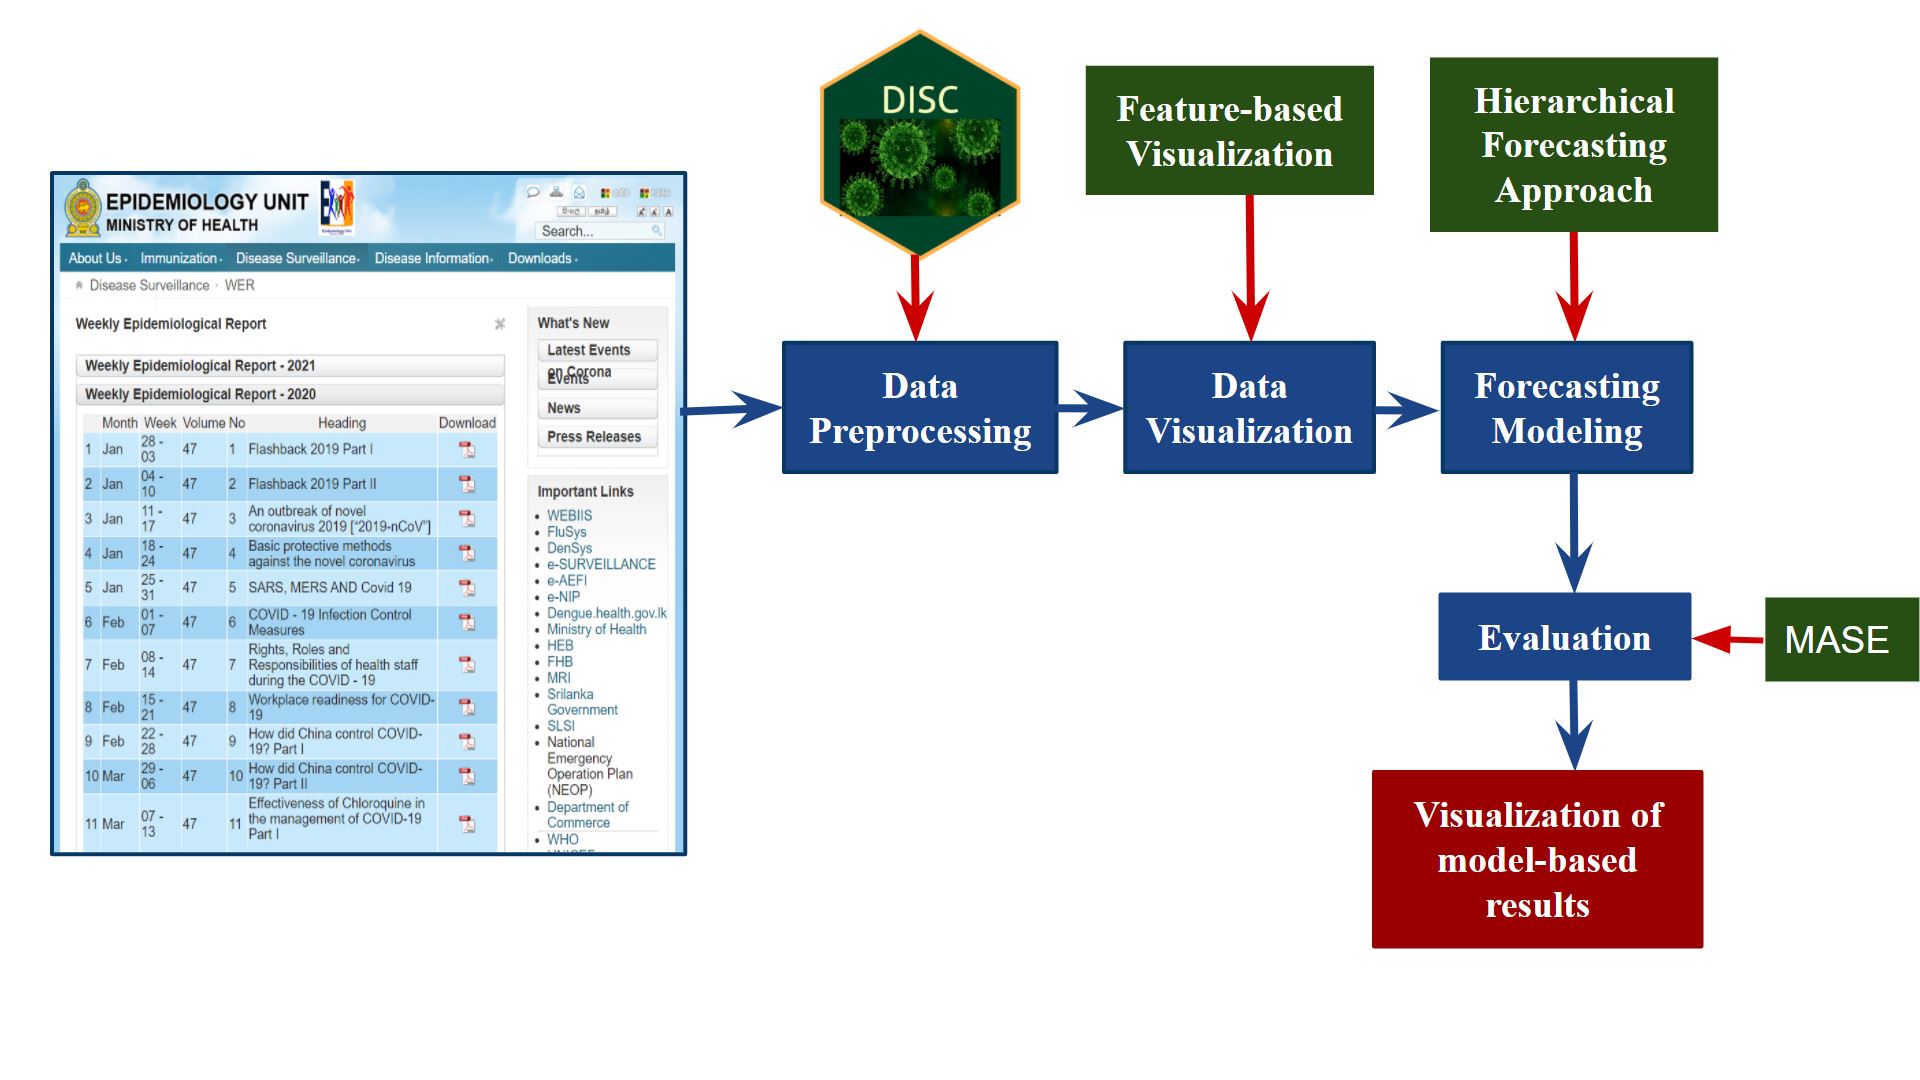 EPIDEMIOLOGY UNIT
MINISTRY OF HEALTH
Search...
About Us
Immunization
Disease Surveillance
Disease Information
Downloads
Disease Surveillance · WER
Weekly Epidemiological Report
Weekly Epidemiological Report - 2021
Weekly Epidemiological Report - 2020
Month Week Volume No Heading Download
1 Jan 28 - 03 47 1 Flashback 2019 Part I
2 Jan 04 - 10 47 2 Flashback 2019 Part II
3 Jan 11 - 17 47 3 An outbreak of novel
coronavirus 2019 ["2019-nCoV"]
4 Jan 18 - 24 47 4 Basic protective methods
against the novel coronavirus
5 Jan 25 - 31 47 5 SARS, MERS AND Covid 19
6 Feb 01 - 07 47 6 COVID - 19 Infection Control
Measures
7 Feb 08 - 14 47 7 Rights, Roles and
Responsibilities of health staff
during the COVID - 19
8 Feb 15 - 21 47 8 Workplace readiness for COVID-
19
9 Feb 22 - 28 47 9 How did China control COVID-
19? Part I
10 Mar 29 - 06 47 10 How did China control COVID-
19? Part II
11 Mar 07 - 13 47 11 Effectiveness of Chloroquine in
the management of COVID-19
Part I
What's New
Latest Events
on Corona
Events
News
Press Releases
Important Links
WEBIIS
FluSys
DenSys
e-SURVEILLANCE
e-AEFI
e-NIP
Dengue.health.gov.lk
Ministry of Health
HEB
FHB
MRI
Srilanka
Government
SLSI
National
Emergency
Operation Plan
(NEOP)
Department of
Commerce
WHO
DISC
Feature-based
Visualization
Hierarchical
Forecasting
Approach
Data
Preprocessing
Data
Visualization
Forecasting
Modeling
Evaluation
MASE
Visualization of
model-based
results